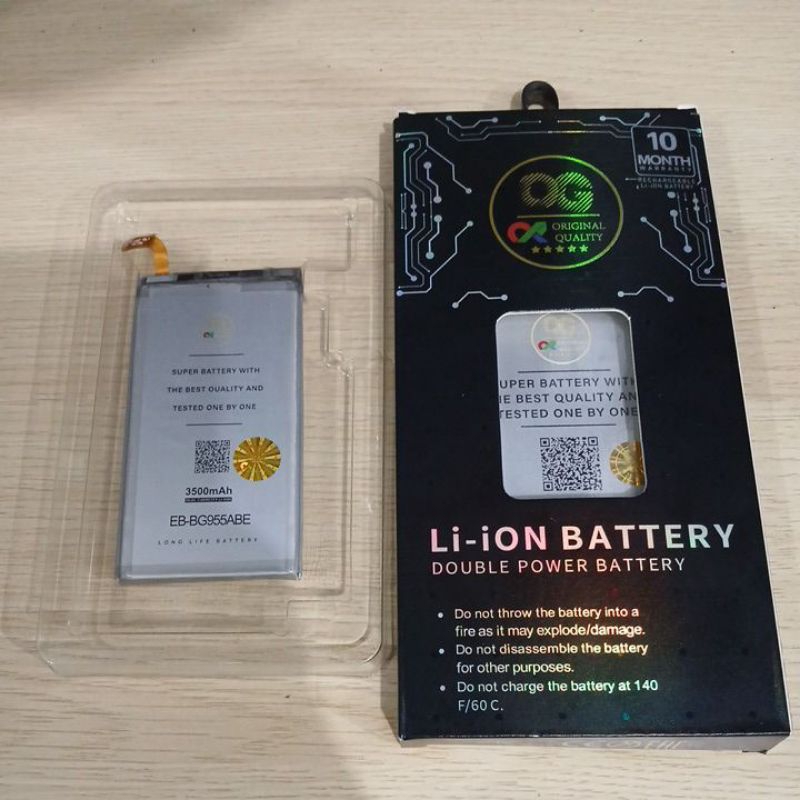 SUPER BATTERY WITH
THE BEST QUALITY AND
TESTED ONE BY ONE
3500mAh
EB-BG955ABE
LONG LIFE BATTERY
10
MONTH
WARRANTY
RECHARGEABLE
Li-iON BATTERY
OG
ORIGINAL
QUALITY
OG
UPER BATTERY WITH
BEST QUALITY AN
TESTED ONE BY ONE
Li-iON BATTERY
DOUBLE POWER BATTERY
• Do not throw the battery into a
fire as it may explode/damage.
• Do not disassemble the battery
for other purposes.
• Do not charge the battery at 140
F/60 C.